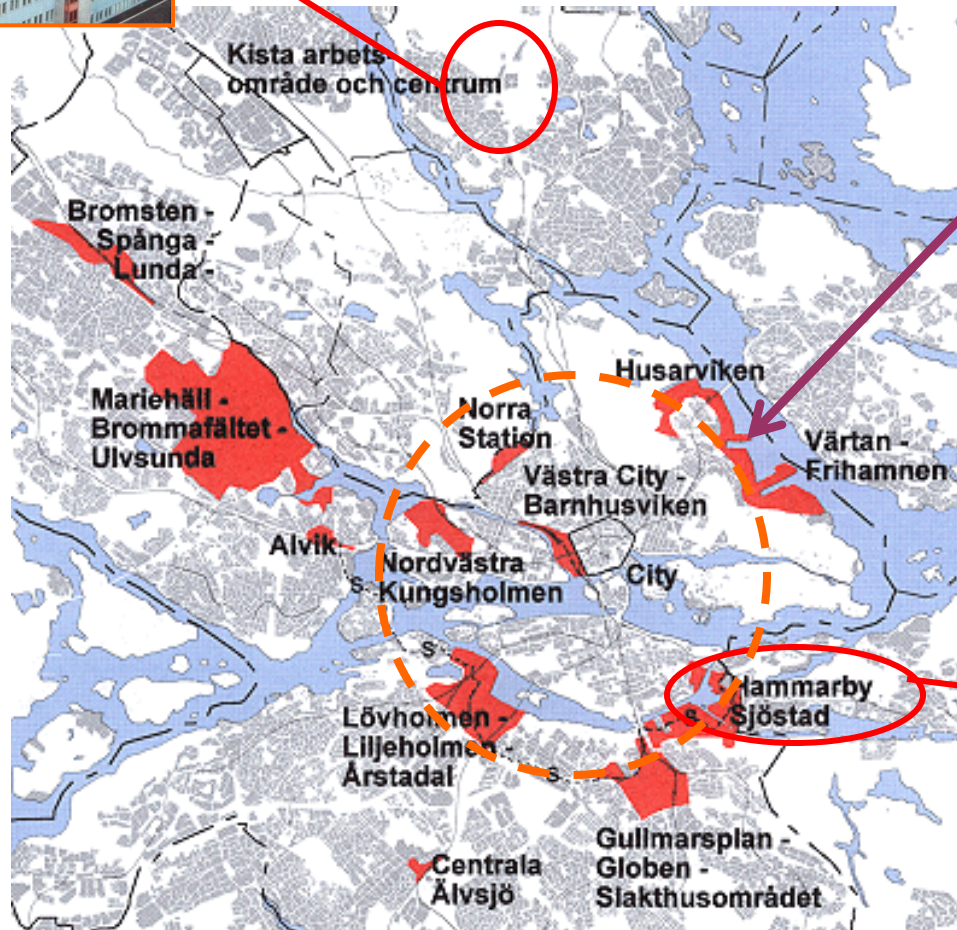 Kista arbets-
område och centrum
Bromsten -
Spånga -
Lunda -
Husarviken
Mariehäll -
Brommafältet -
Ulvsunda
Norra
Station
Värtan -
Frihamnen
Västra City -
Barnhusviken
Alvik
Nordvästra
Kungsholmen
City
S
S
Hammarby
Sjöstad
S
Lövholmen -
Liljeholmen -
Årstadal
S
Gullmarsplan -
Globen -
Slakthusområdet
Centrala
Älvsjö